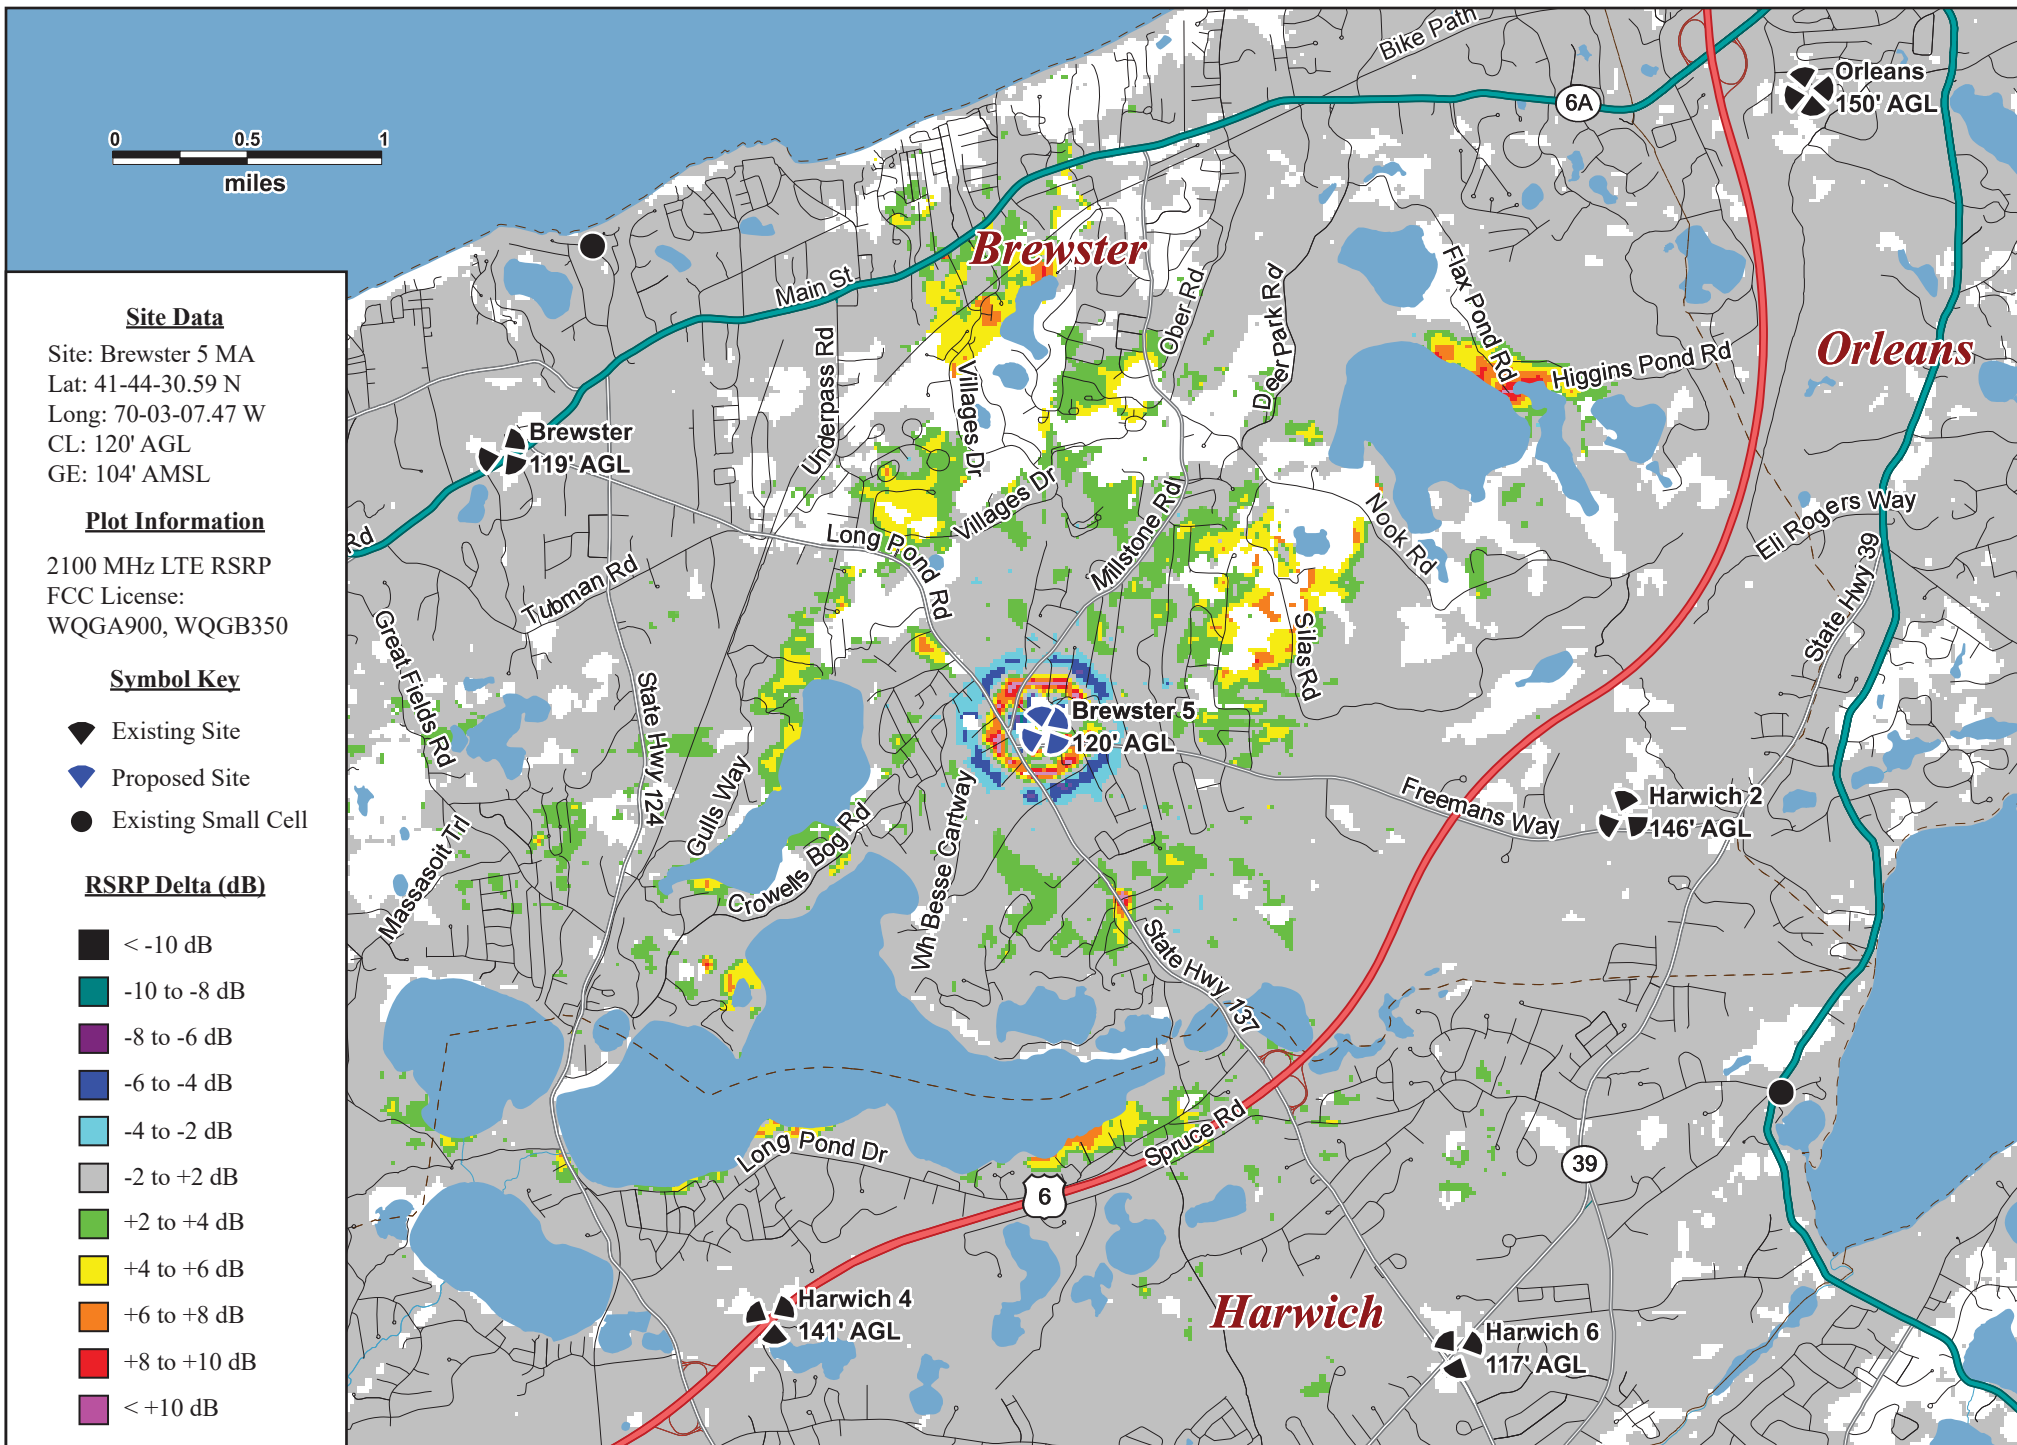 0 0.5 1
miles
Site Data
Site: Brewster 5 MA
Lat: 41-44-30.59 N
Long: 70-03-07.47 W
CL: 120' AGL
GE: 104' AMSL
Plot Information
2100 MHz LTE RSRP
FCC License:
WQGA900, WQGB350
Symbol Key
Existing Site
Proposed Site
Existing Small Cell
RSRP Delta (dB)
< -10 dB
-10 to -8 dB
-8 to -6 dB
-6 to -4 dB
-4 to -2 dB
-2 to +2 dB
+2 to +4 dB
+4 to +6 dB
+6 to +8 dB
+8 to +10 dB
< +10 dB
Bike Path
6A
Orleans
150' AGL
Brewster
Main St
Ober Rd
Deer Park Rd
Flax Pond Rd
Higgins Pond Rd
Orleans
Underpass Rd
Villages Dr
Brewster
119' AGL
Rd
Villages Dr
Long Pond Rd
Millstone Rd
Nook Rd
Eli Rogers Way
State Hwy 39
Tubman Rd
Great Fields Rd
State Hwy 124
Silas Rd
Brewster 5
120' AGL
Gulls Way
Massasoit Trl
Crowells Bog Rd
Wh Besse Cartway
Freemans Way
Harwich 2
146' AGL
State Hwy 137
Long Pond Dr
Spruce Rd
39
6
Harwich 4
141' AGL
Harwich
Harwich 6
117' AGL